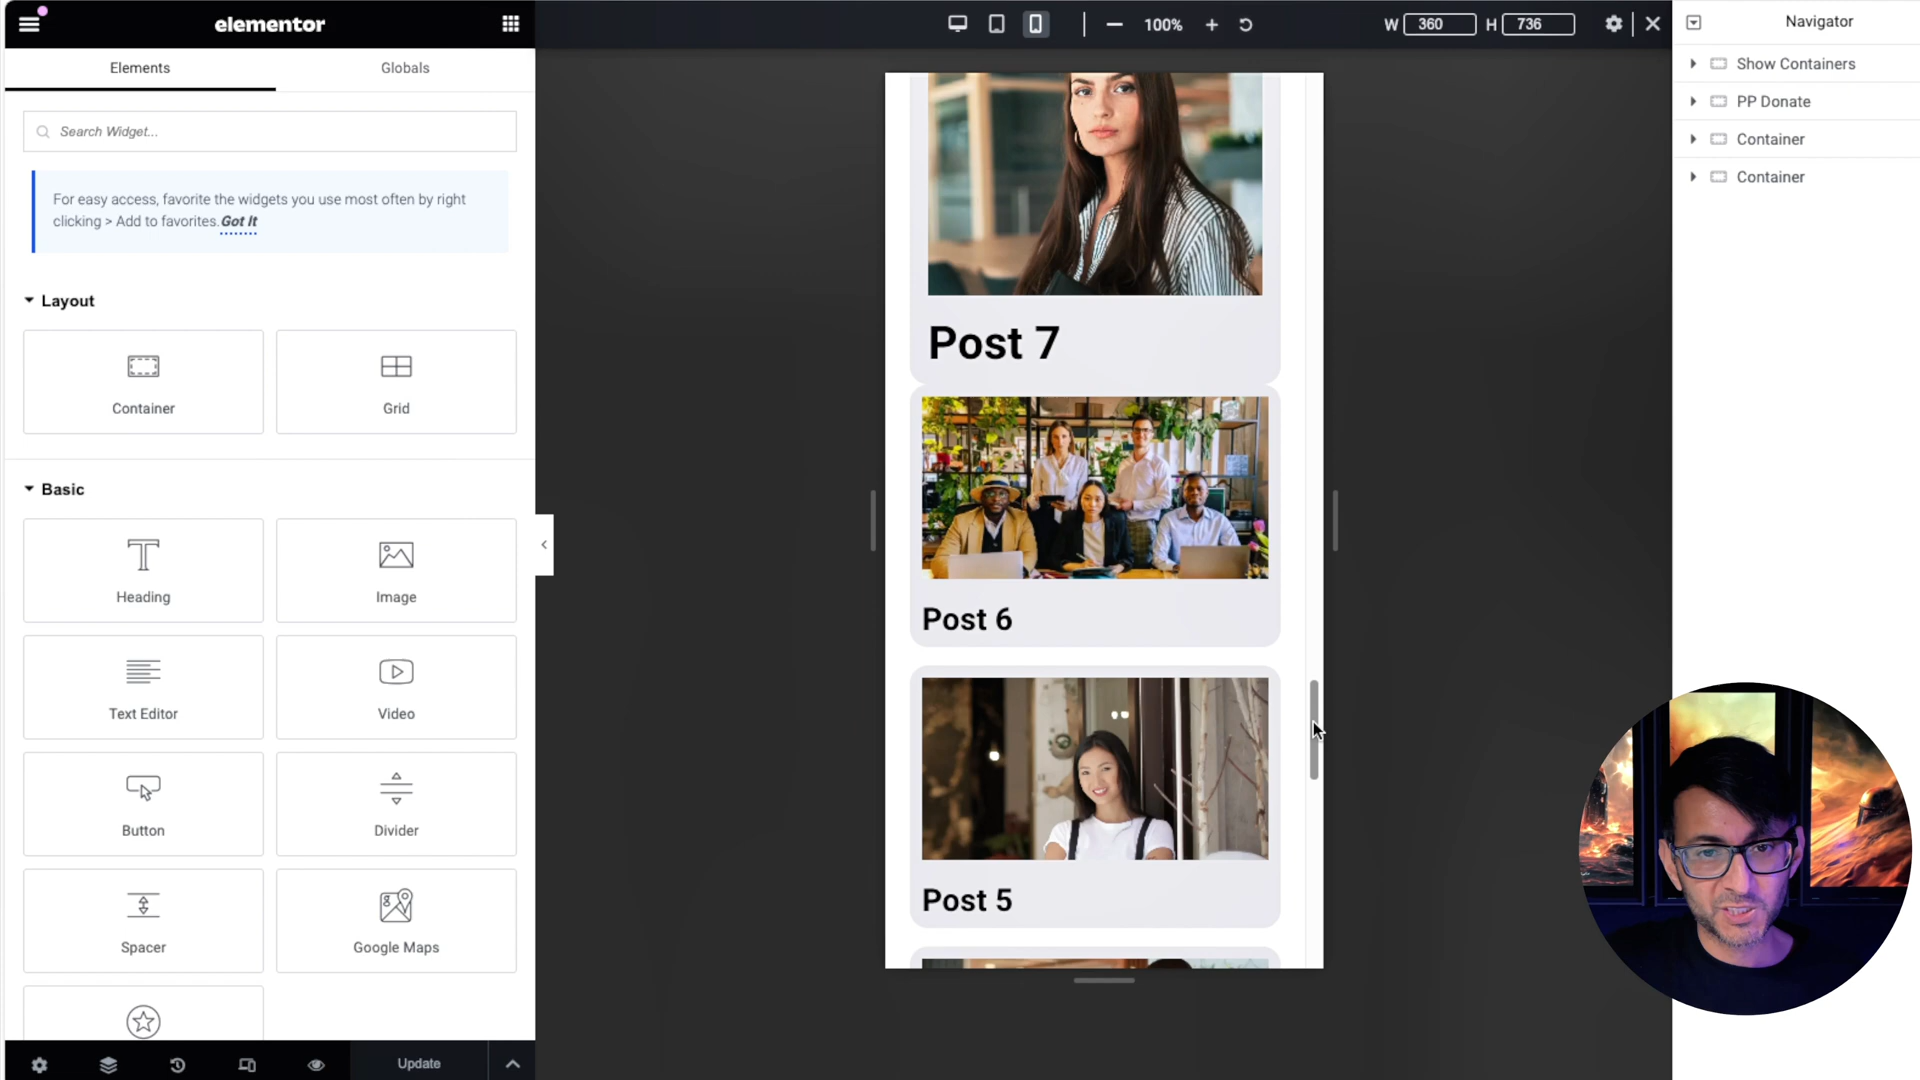 elementor
100%
W 360 H 736
Navigator
Elements
Globals
Show Containers
PP Donate
Container
Container
Search Widget...
For easy access, favorite the widgets you use most often by right
clicking > Add to favorites. Got It
Layout
Container
Grid
Basic
Heading
Image
Text Editor
Video
Button
Divider
Spacer
Google Maps
Update
Post 7
Post 6
Post 5